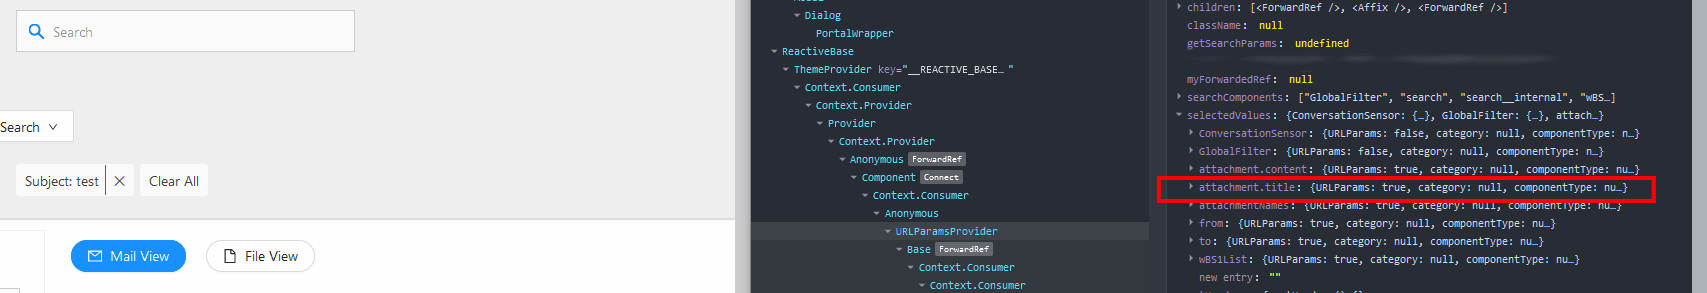 Search
Search
Subject: test
Clear All
Mail View
File View
Dialog
PortalWrapper
ReactiveBase
ThemeProvider key="__REACTIVE_BASE… "
Context.Consumer
Context.Provider
Provider
Context.Provider
Anonymous ForwardRef
Component Connect
Context.Consumer
Anonymous
URLParamsProvider
Base ForwardRef
Context.Consumer
Context.Consumer
children: [<ForwardRef />, <Affix />, <ForwardRef />]
className: null
getSearchParams: undefined
myForwardedRef: null
searchComponents: ["GlobalFilter", "search", "search__internal", "wBS…]
selectedValues: {ConversationSensor: {…}, GlobalFilter: {…}, attach…}
ConversationSensor: {URLParams: false, category: null, componentType: n…}
GlobalFilter: {URLParams: false, category: null, componentType: n…}
attachment.content: {URLParams: true, category: null, componentType: nu…}
attachment.title: {URLParams: true, category: null, componentType: nu…}
attachmentNames: {URLParams: true, category: null, componentType: nu…}
from: {URLParams: true, category: null, componentType: nu…}
to: {URLParams: true, category: null, componentType: nu…}
wBS1List: {URLParams: true, category: null, componentType: nu…}
new entry: ""